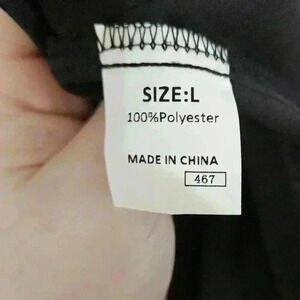 SIZE:L
100%Polyester
MADE IN CHINA
467